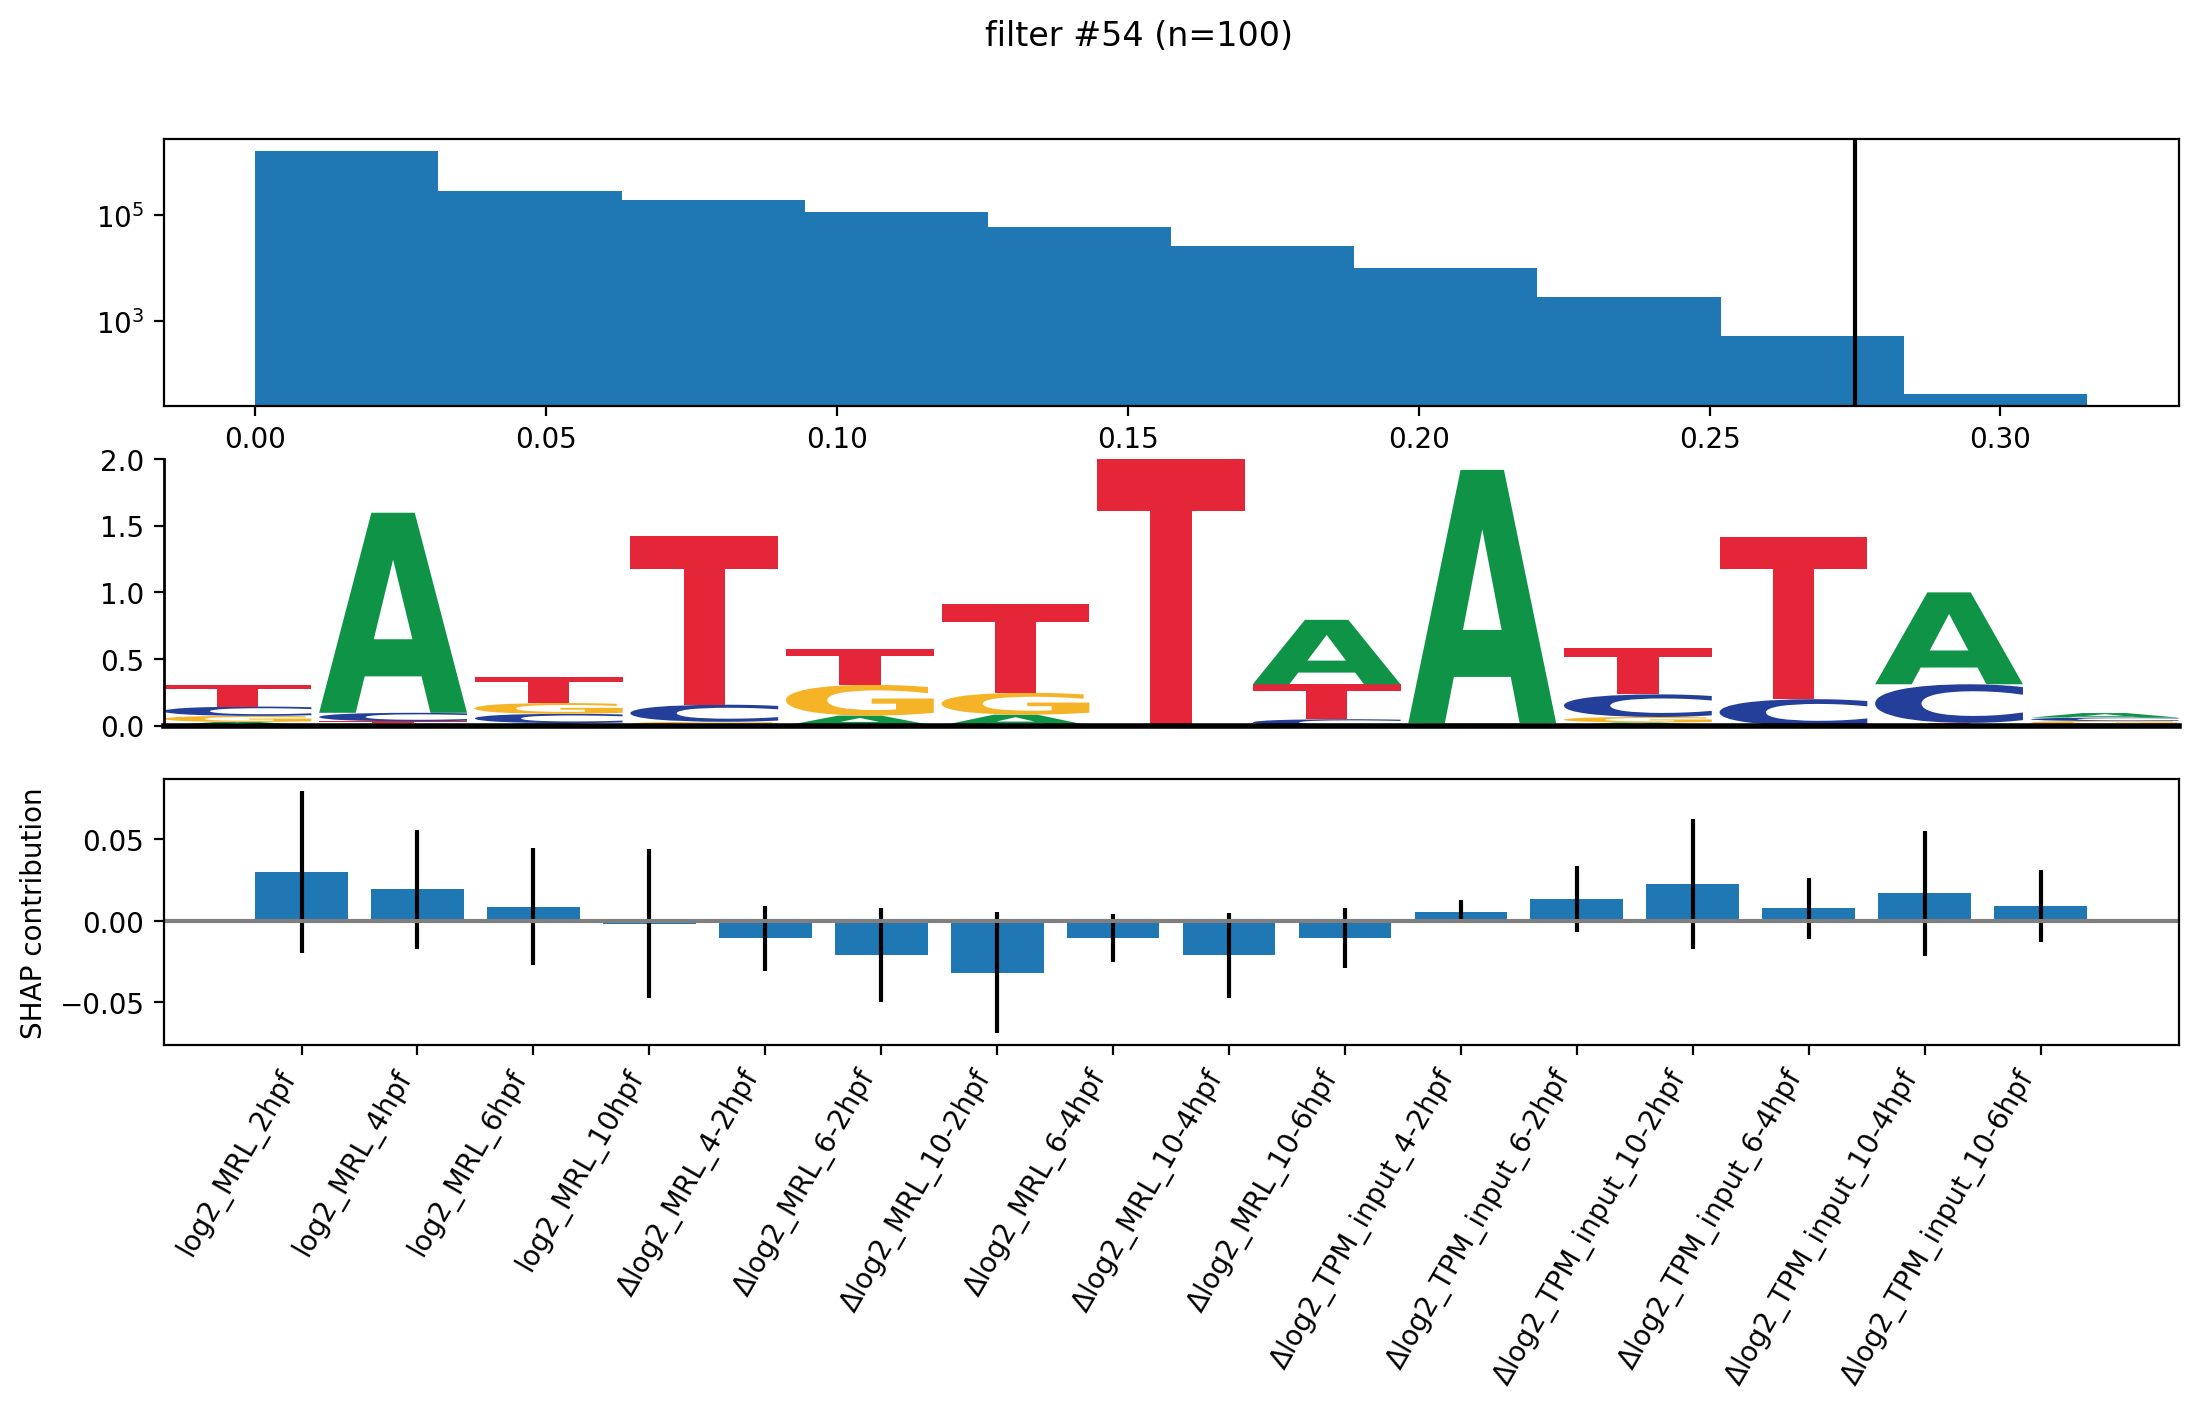 filter #54 (n=100)
10^5
10^3
0.00 0.05 0.10 0.15 0.20 0.25 0.30
2.0
1.5
1.0
0.5
0.0
T A T T T T T A A T T A A
C C G C G G T C C C C
G C A A C G
SHAP contribution
0.05
0.00
−0.05
log2_MRL_2hpf
log2_MRL_4hpf
log2_MRL_6hpf
log2_MRL_10hpf
Δlog2_MRL_4-2hpf
Δlog2_MRL_6-2hpf
Δlog2_MRL_10-2hpf
Δlog2_MRL_6-4hpf
Δlog2_MRL_10-4hpf
Δlog2_MRL_10-6hpf
Δlog2_TPM_input_4-2hpf
Δlog2_TPM_input_6-2hpf
Δlog2_TPM_input_10-2hpf
Δlog2_TPM_input_6-4hpf
Δlog2_TPM_input_10-4hpf
Δlog2_TPM_input_10-6hpf